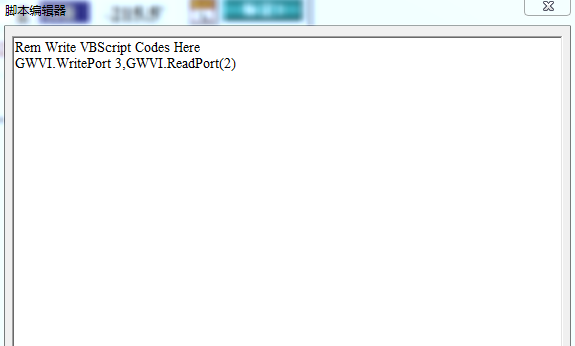 脚本编辑器
Rem Write VBScript Codes Here
GWVI.WritePort 3,GWVI.ReadPort(2)